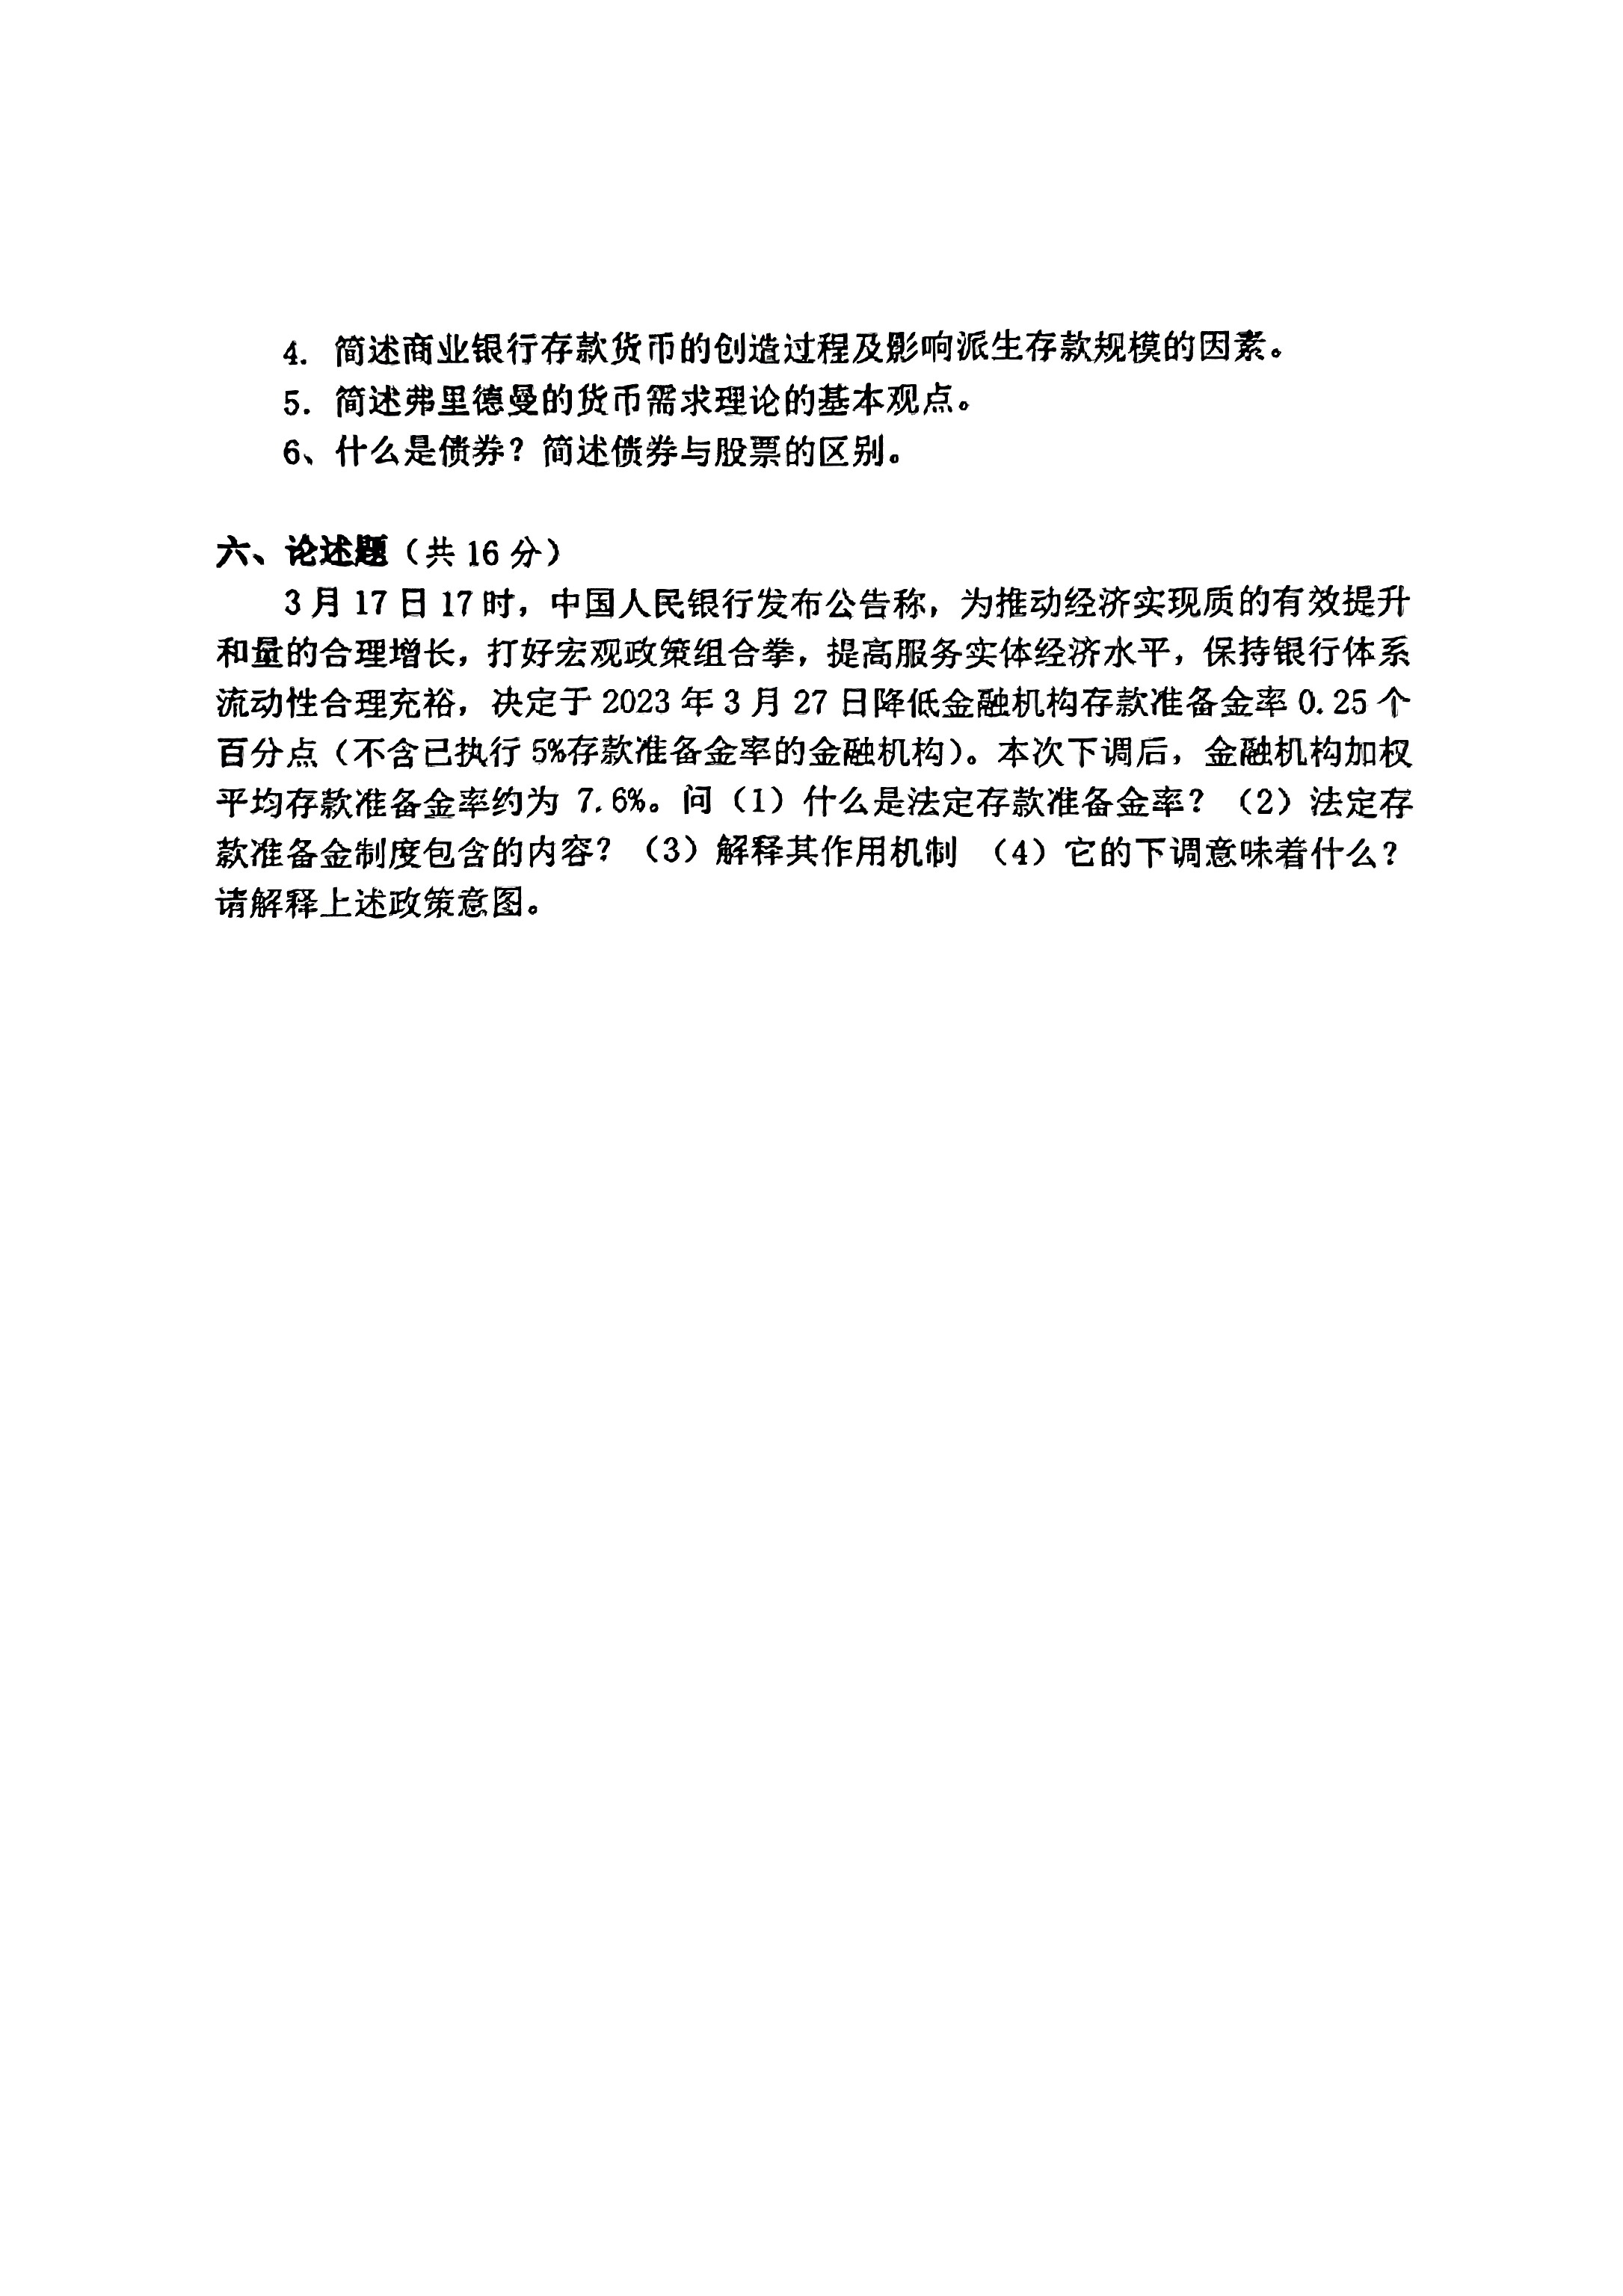 4. 简述商业银行存款货币的创造过程及影响派生存款规模的因素。
5. 简述弗里德曼的货币需求理论的基本观点。
6、什么是债券？简述债券与股票的区别。
六、论述题（共 16 分）
3 月 17 日 17 时，中国人民银行发布公告称，为推动经济实现质的有效提升
和量的合理增长，打好宏观政策组合拳，提高服务实体经济水平，保持银行体系
流动性合理充裕，决定于 2023 年 3 月 27 日降低金融机构存款准备金率 0.25 个
百分点（不含已执行 5%存款准备金率的金融机构）。本次下调后，金融机构加权
平均存款准备金率约为 7.6%。问（1）什么是法定存款准备金率？（2）法定存
款准备金制度包含的内容？（3）解释其作用机制 （4）它的下调意味着什么？
请解释上述政策意图。